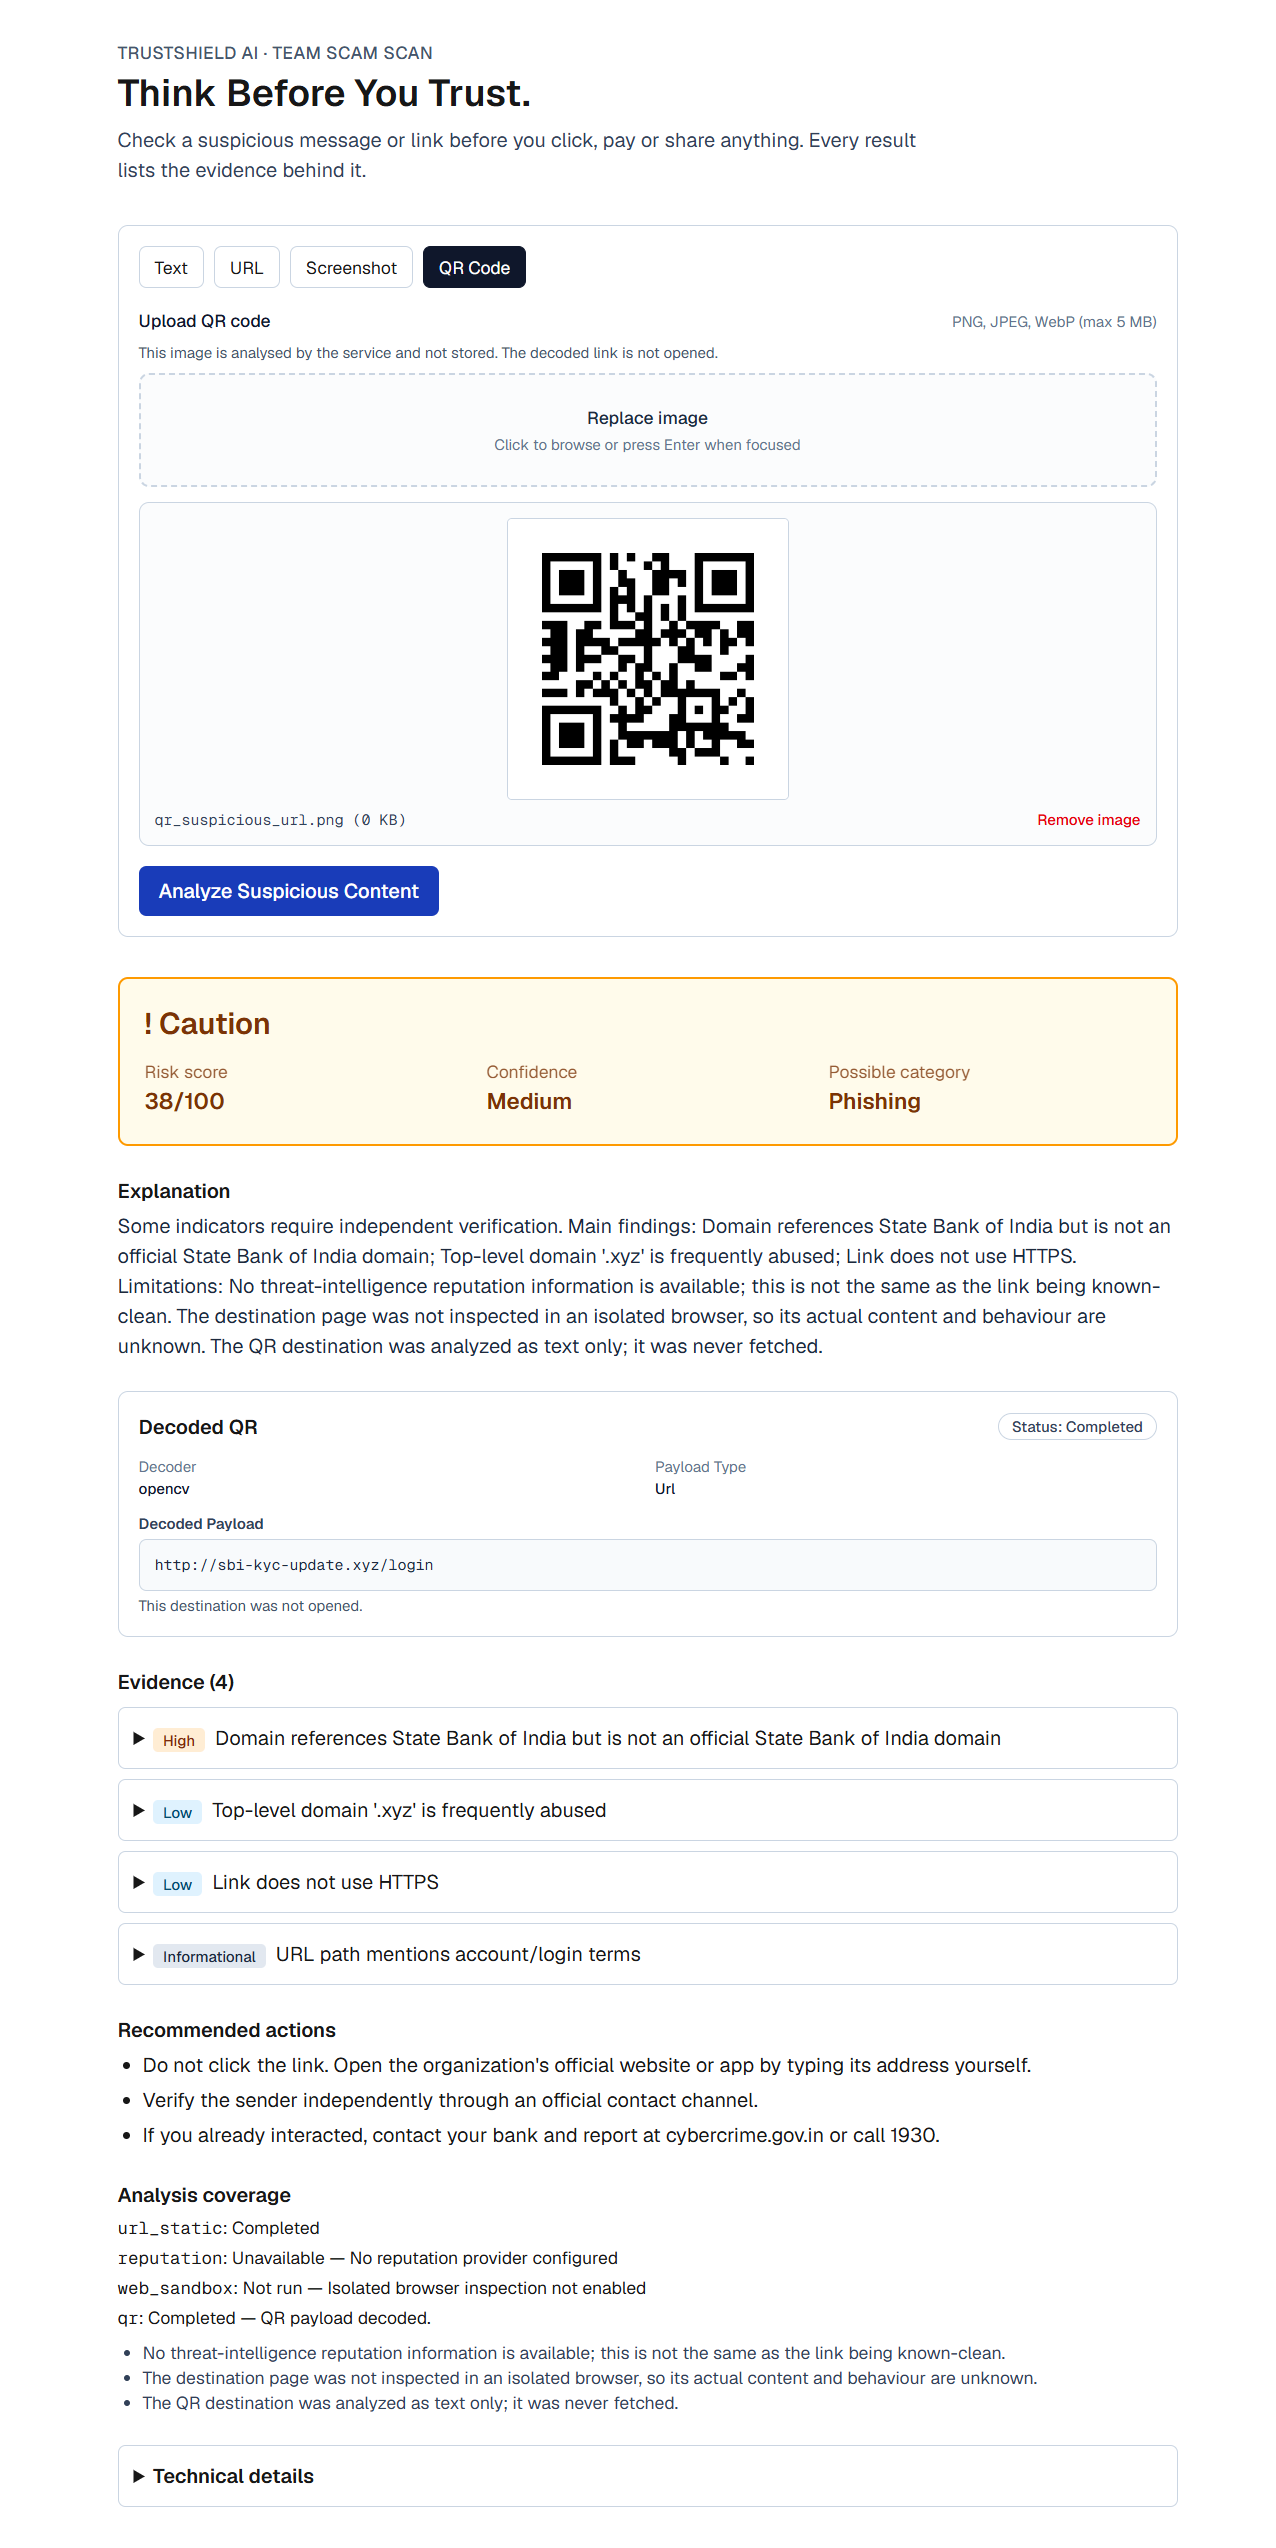 TRUSTSHIELD AI · TEAM SCAM SCAN
Think Before You Trust.
Check a suspicious message or link before you click, pay or share anything. Every result
lists the evidence behind it.
Text URL Screenshot QR Code
Upload QR code PNG, JPEG, WebP (max 5 MB)
This image is analysed by the service and not stored. The decoded link is not opened.
Replace image
Click to browse or press Enter when focused
qr_suspicious_url.png (0 KB) Remove image
Analyze Suspicious Content
! Caution
Risk score Confidence Possible category
38/100 Medium Phishing
Explanation
Some indicators require independent verification. Main findings: Domain references State Bank of India but is not an
official State Bank of India domain; Top-level domain '.xyz' is frequently abused; Link does not use HTTPS.
Limitations: No threat-intelligence reputation information is available; this is not the same as the link being known-
clean. The destination page was not inspected in an isolated browser, so its actual content and behaviour are
unknown. The QR destination was analyzed as text only; it was never fetched.
Decoded QR Status: Completed
Decoder Payload Type
opencv Url
Decoded Payload
http://sbi-kyc-update.xyz/login
This destination was not opened.
Evidence (4)
▶ High Domain references State Bank of India but is not an official State Bank of India domain
▶ Low Top-level domain '.xyz' is frequently abused
▶ Low Link does not use HTTPS
▶ Informational URL path mentions account/login terms
Recommended actions
• Do not click the link. Open the organization's official website or app by typing its address yourself.
• Verify the sender independently through an official contact channel.
• If you already interacted, contact your bank and report at cybercrime.gov.in or call 1930.
Analysis coverage
url_static: Completed
reputation: Unavailable — No reputation provider configured
web_sandbox: Not run — Isolated browser inspection not enabled
qr: Completed — QR payload decoded.
• No threat-intelligence reputation information is available; this is not the same as the link being known-clean.
• The destination page was not inspected in an isolated browser, so its actual content and behaviour are unknown.
• The QR destination was analyzed as text only; it was never fetched.
▶ Technical details